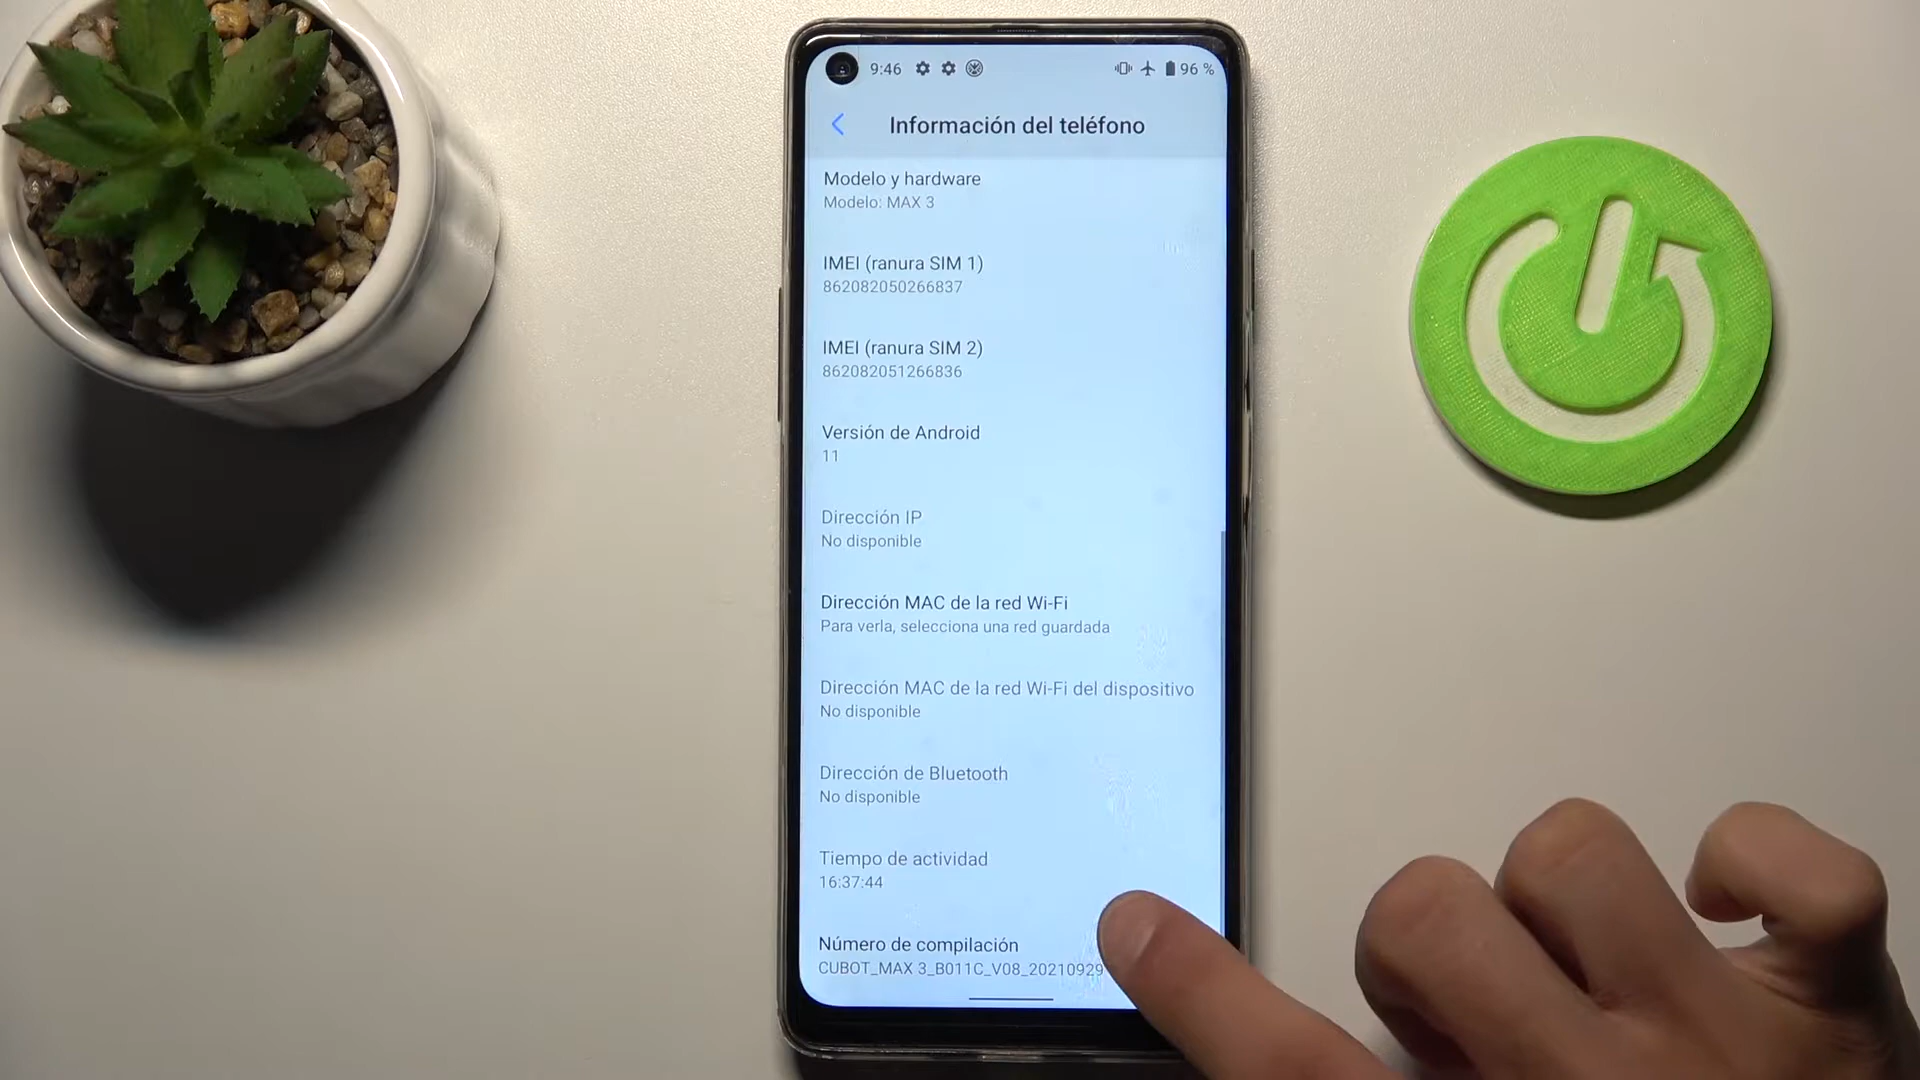 9:46
96 %
Información del teléfono
Modelo y hardware
Modelo: MAX 3
IMEI (ranura SIM 1)
862082050266837
IMEI (ranura SIM 2)
862082051266836
Versión de Android
11
Dirección IP
No disponible
Dirección MAC de la red Wi-Fi
Para verla, selecciona una red guardada
Dirección MAC de la red Wi-Fi del dispositivo
No disponible
Dirección de Bluetooth
No disponible
Tiempo de actividad
16:37:44
Número de compilación
CUBOT_MAX 3_B011C_V08_20210929